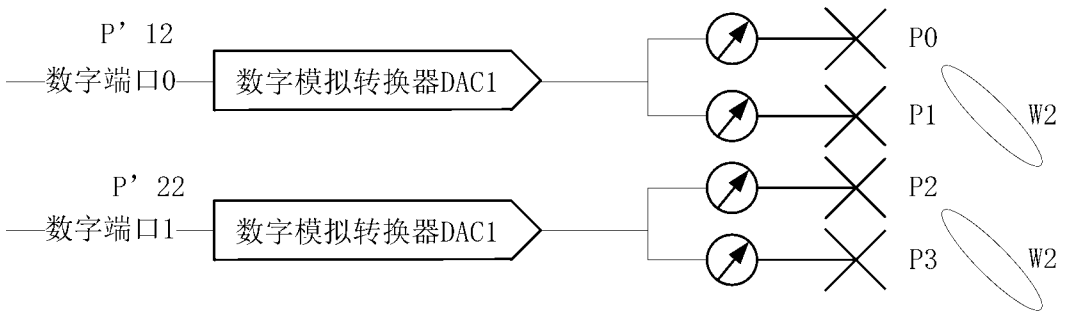 P’ 12
数字端口0
数字模拟转换器DAC1
P0
P1
W2
P’ 22
数字端口1
数字模拟转换器DAC1
P2
P3
W2